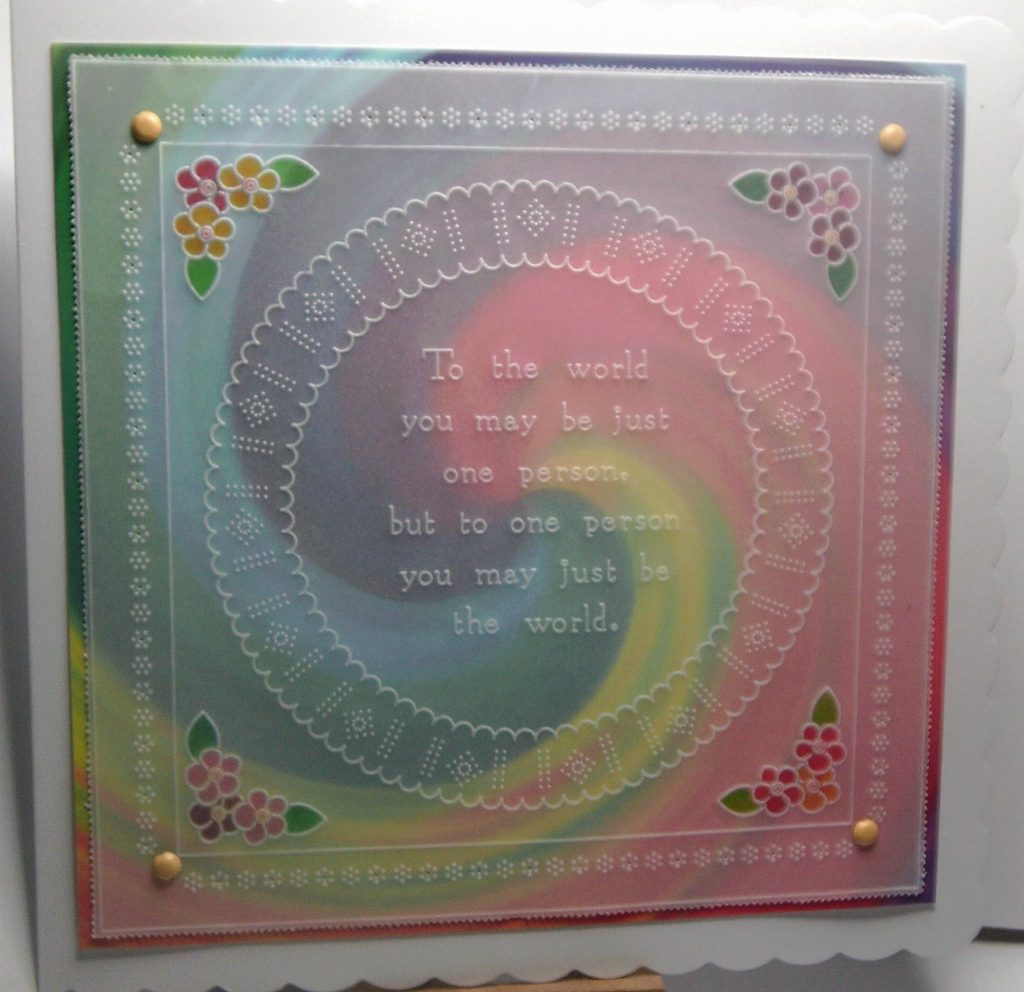 To the world
you may be just
one person,
but to one person
you may just be
the world.